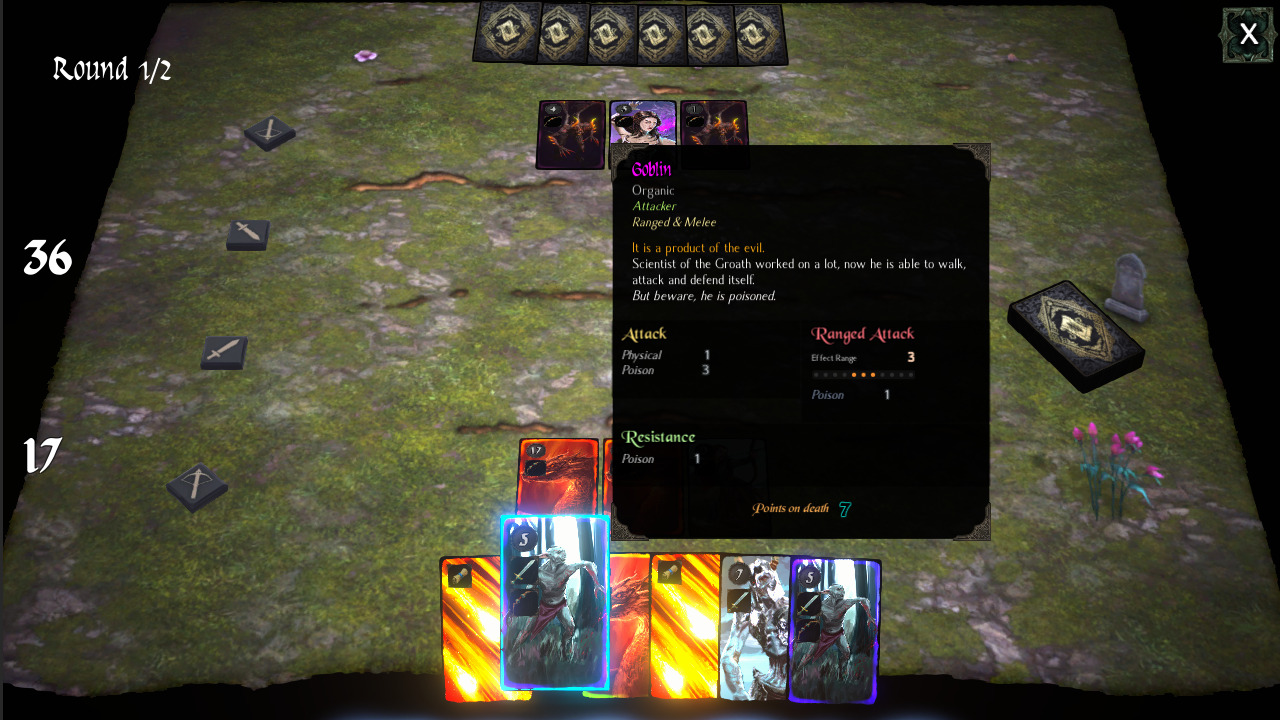 X
Round 1/2
4
1
Goblin
Organic
Attacker
Ranged & Melee
It is a product of the evil.
Scientist of the Groath worked on a lot, now he is able to walk,
attack and defend itself.
But beware, he is poisoned.
36
Attack
Physical 1
Poison 3
Ranged Attack
Effect Range 3
Poison 1
Resistance
Poison 1
17
17
Points on death 7
5
7
5